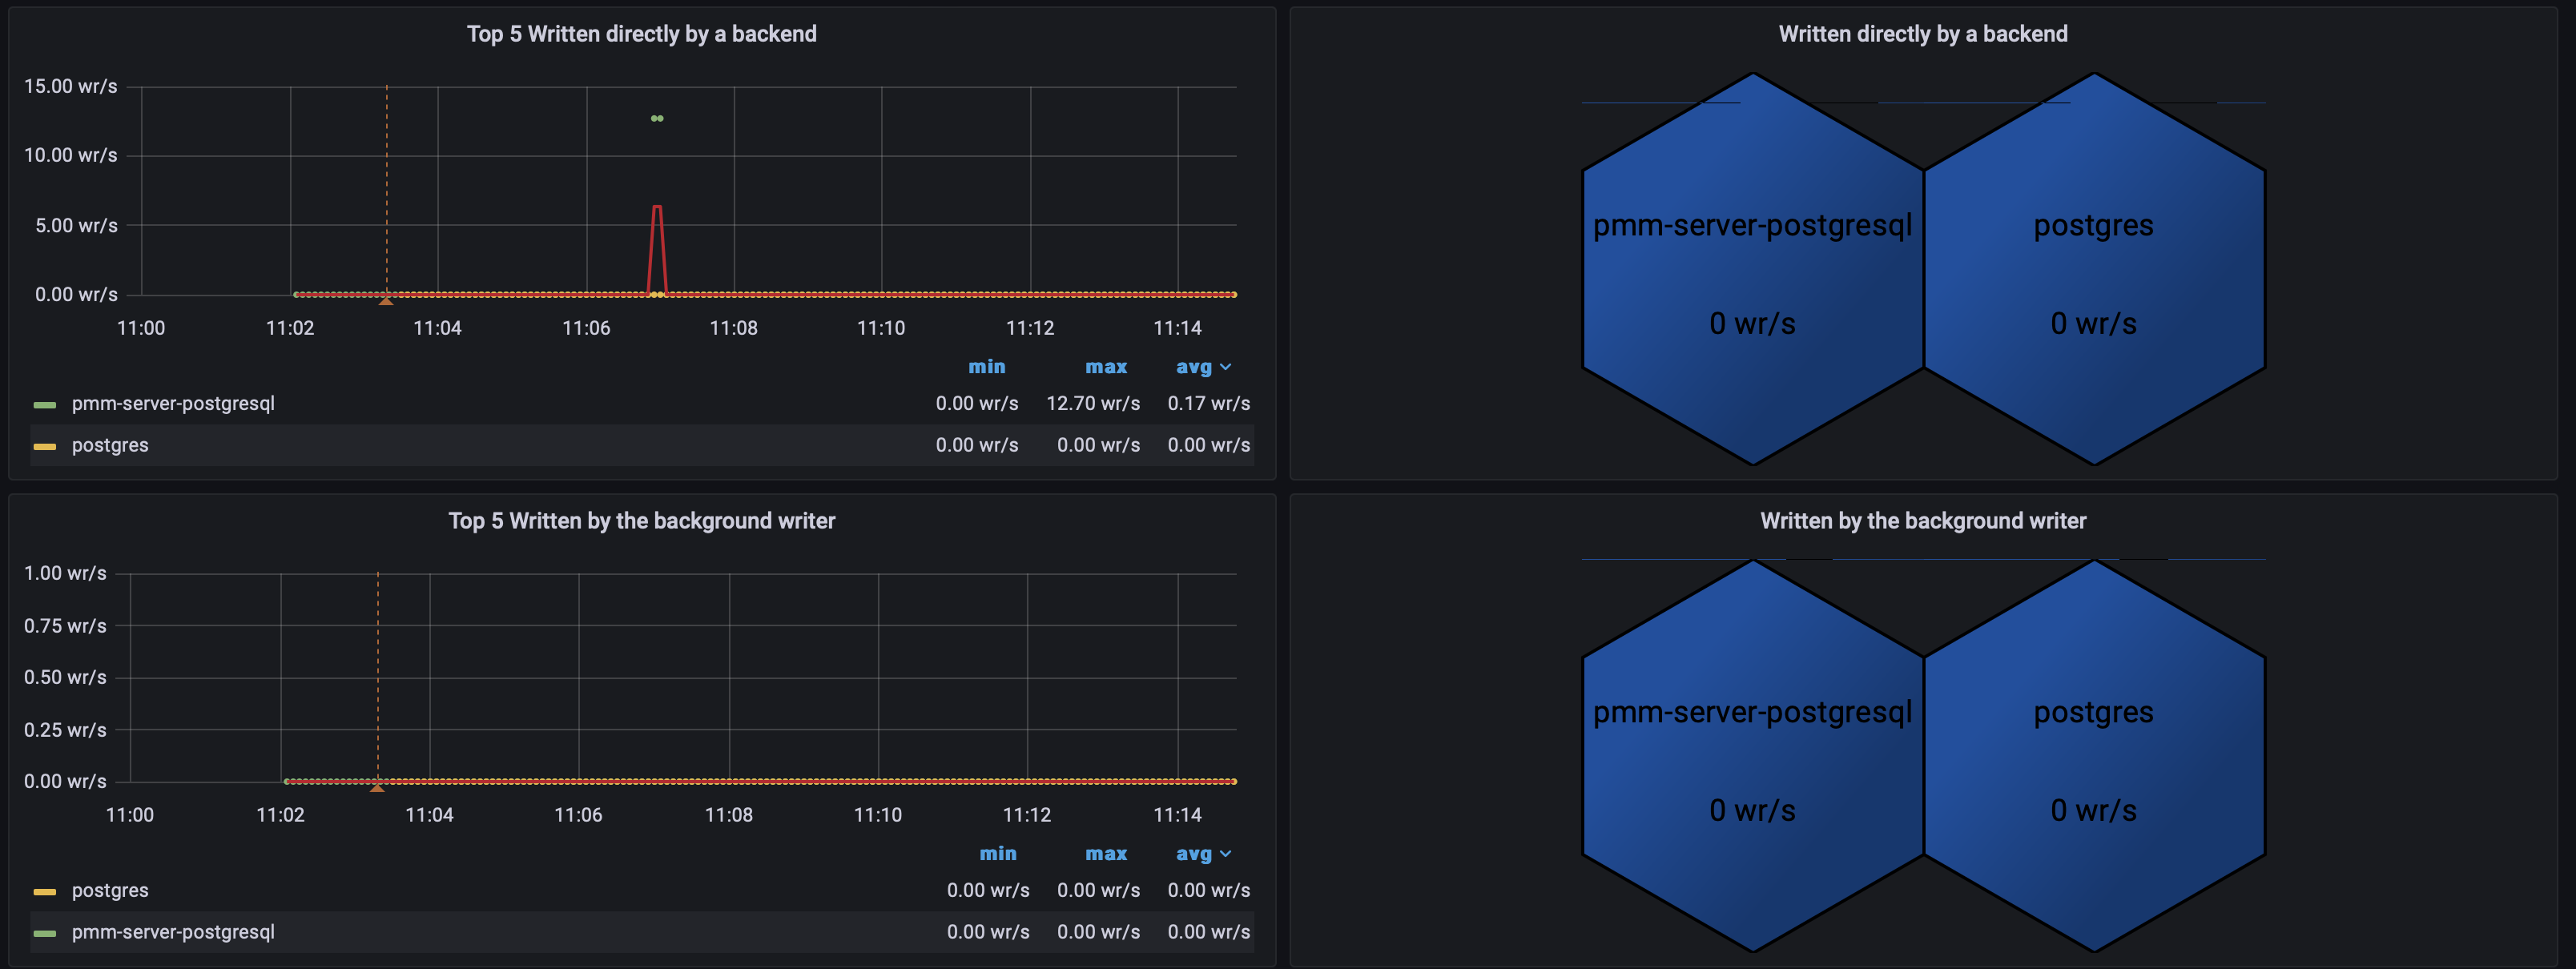 Top 5 Written directly by a backend
15.00 wr/s
10.00 wr/s
5.00 wr/s
0.00 wr/s
11:00 11:02 11:04 11:06 11:08 11:10 11:12 11:14
min max avg
pmm-server-postgresql 0.00 wr/s 12.70 wr/s 0.17 wr/s
postgres 0.00 wr/s 0.00 wr/s 0.00 wr/s
Written directly by a backend
pmm-server-postgresql postgres
0 wr/s 0 wr/s
Top 5 Written by the background writer
1.00 wr/s
0.75 wr/s
0.50 wr/s
0.25 wr/s
0.00 wr/s
11:00 11:02 11:04 11:06 11:08 11:10 11:12 11:14
min max avg
postgres 0.00 wr/s 0.00 wr/s 0.00 wr/s
pmm-server-postgresql 0.00 wr/s 0.00 wr/s 0.00 wr/s
Written by the background writer
pmm-server-postgresql postgres
0 wr/s 0 wr/s